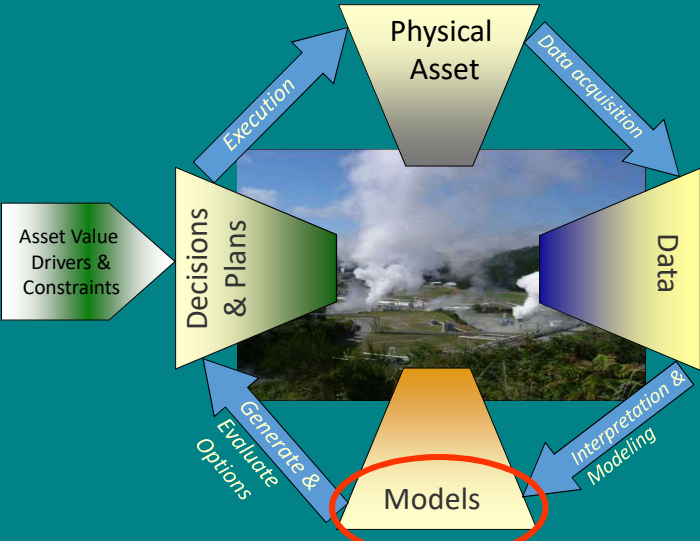 Physical
Asset
Execution
Data acquisition
Asset Value
Drivers &
Constraints
Decisions
& Plans
Data
Generate &
Evaluate
Options
Interpretation &
Modeling
Models